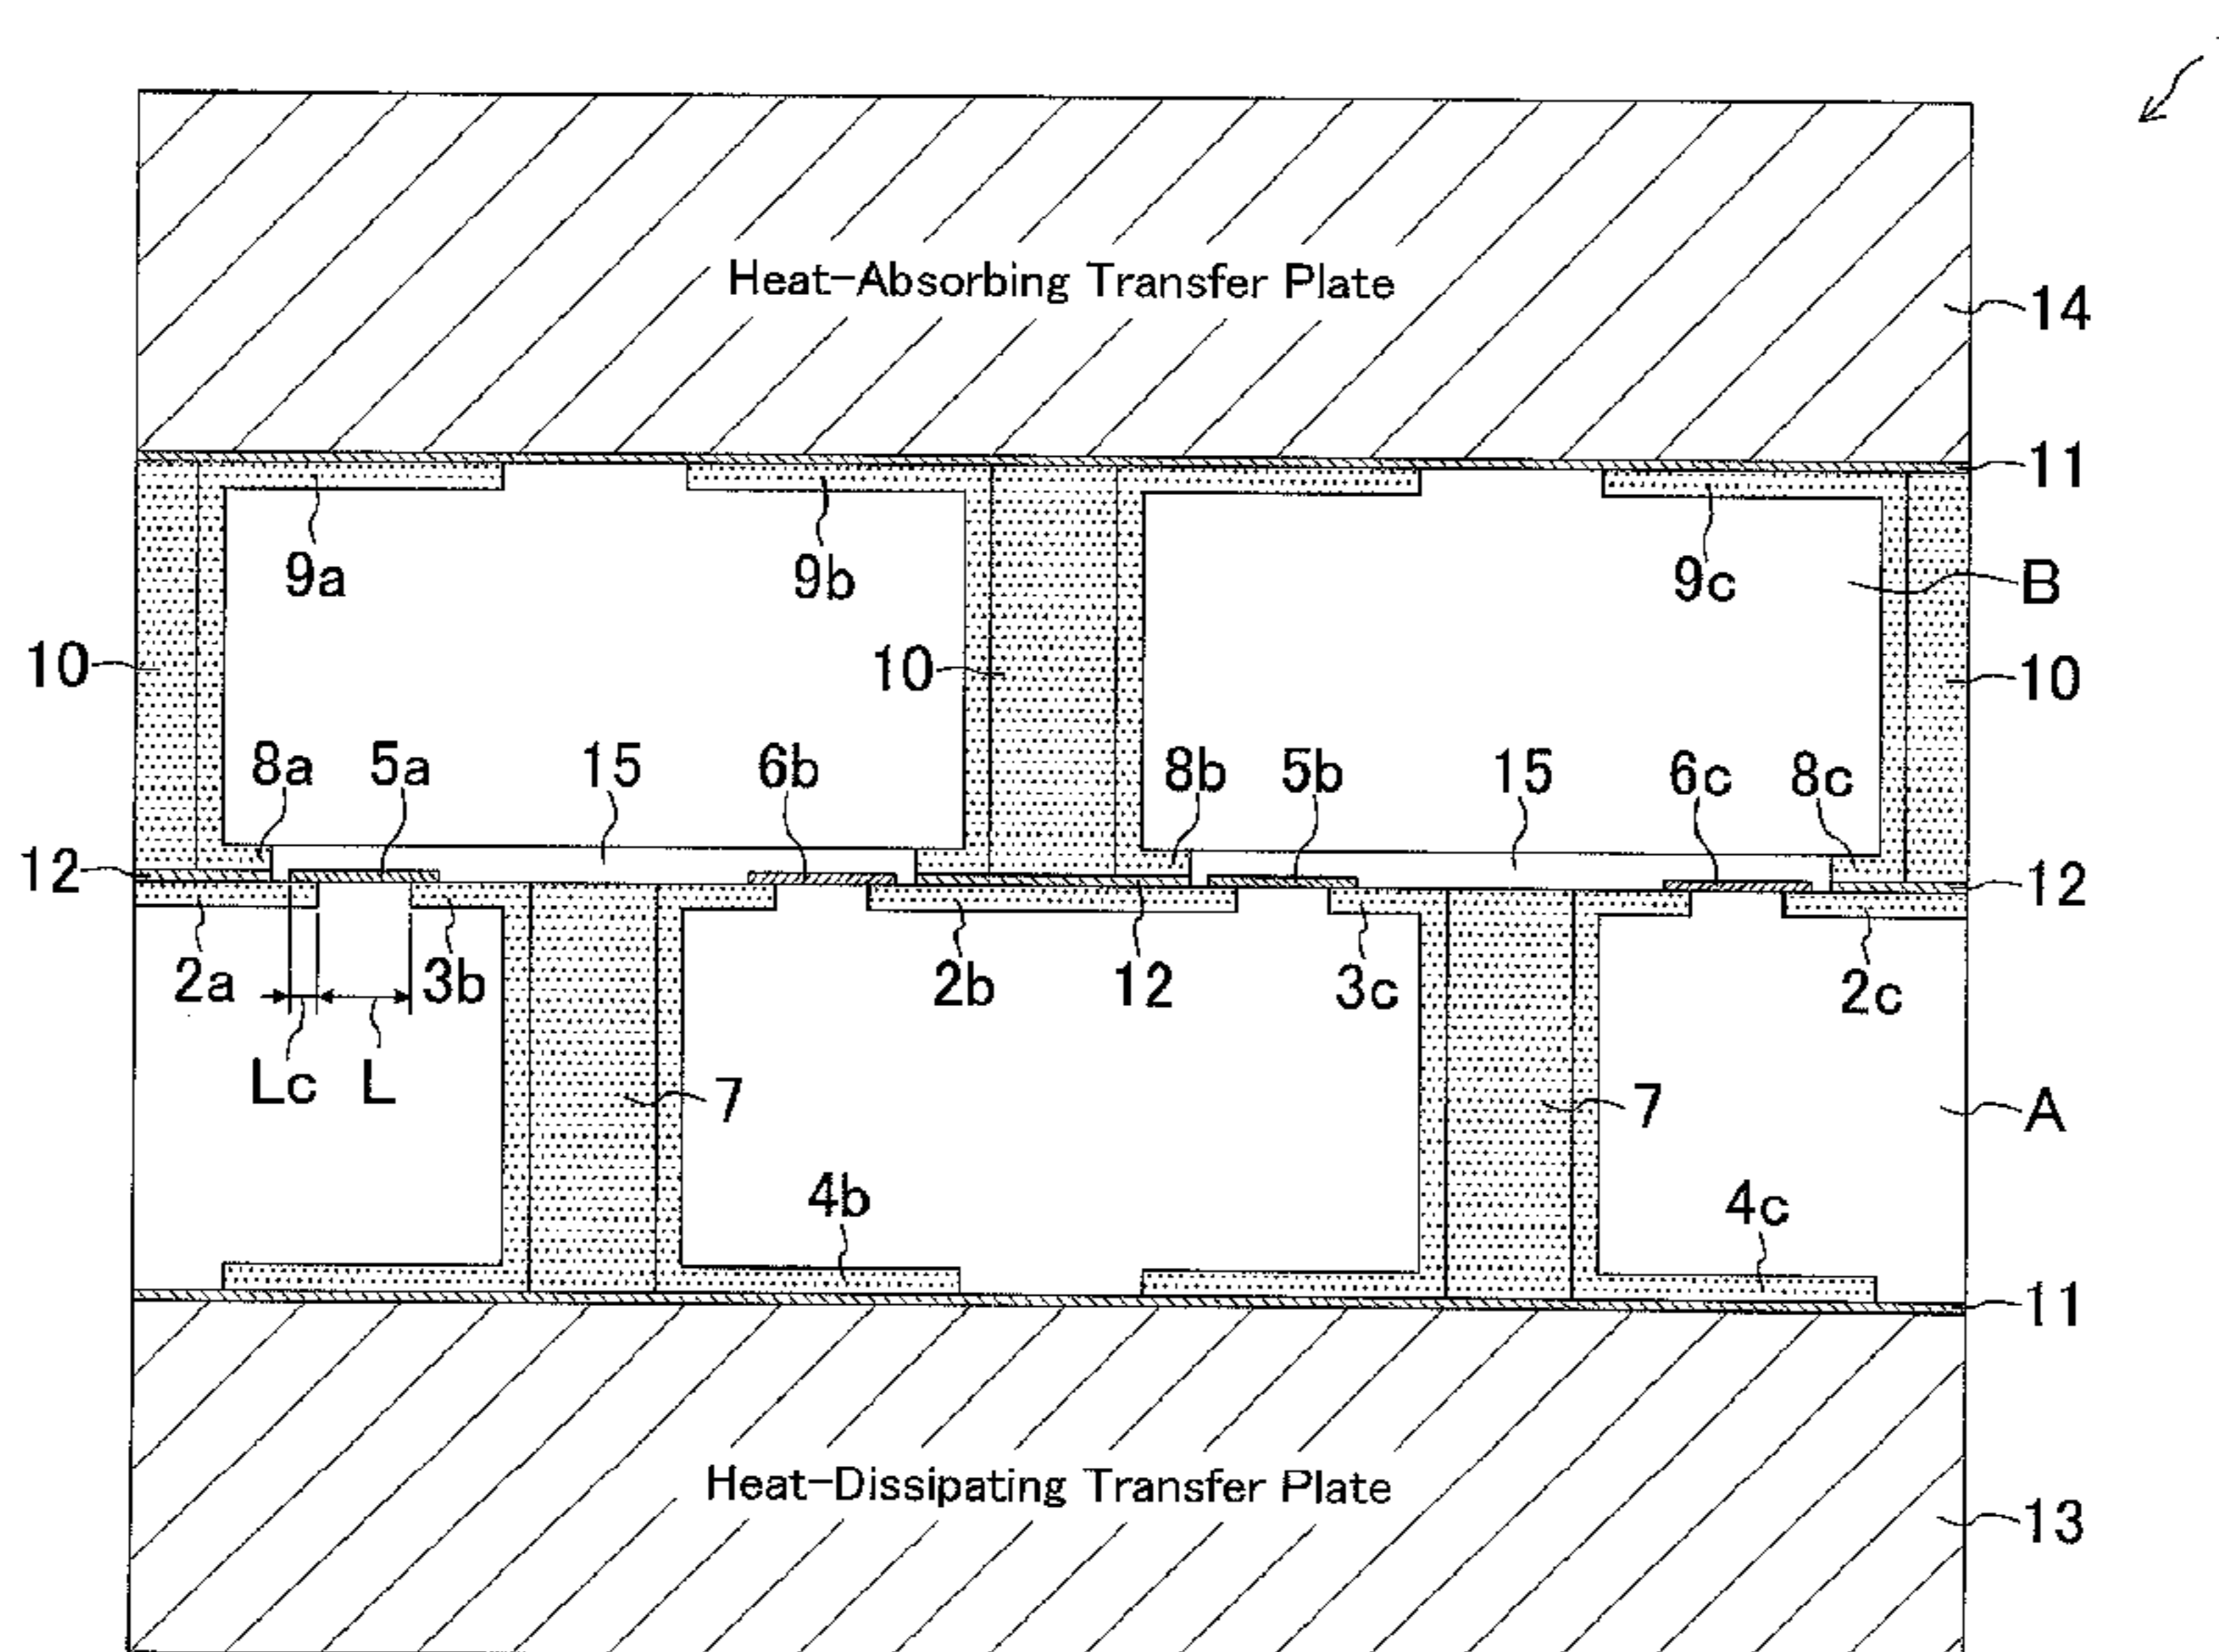 Heat-Absorbing Transfer Plate
14
11
9a 9b 9c B
10 10 10
8a 5a 15 6b 8b 5b 15 6c 8c
12 12
2a 3b 2b 12 3c 2c
Lc L 7 7 A
4b 4c
11
Heat-Dissipating Transfer Plate
13